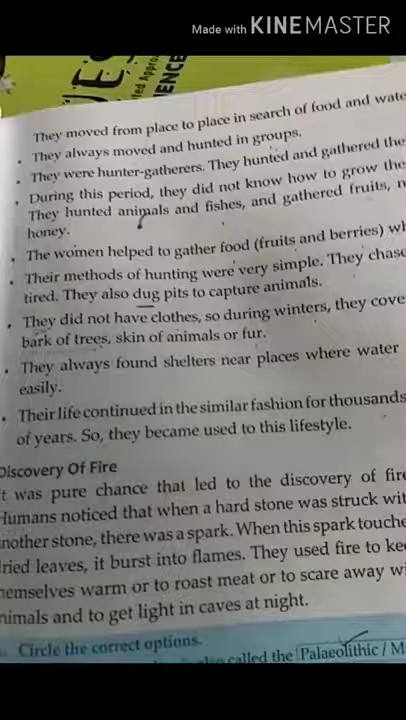 Made with KINEMASTER
ted Appro
IENCE
They moved from place to place in search of food and wate
• They always moved and hunted in groups.
• They were hunter-gatherers. They hunted and gathered the
• During this period, they did not know how to grow the
They hunted animals and fishes, and gathered fruits, n
honey.
• The women helped to gather food (fruits and berries) wh
• Their methods of hunting were very simple. They chase
tired. They also dug pits to capture animals.
• They did not have clothes, so during winters, they cove
bark of trees, skin of animals or fur.
• They always found shelters near places where water
easily.
• Their life continued in the similar fashion for thousands
of years. So, they became used to this lifestyle.
Discovery Of Fire
t was pure chance that led to the discovery of fire
Humans noticed that when a hard stone was struck wit
nother stone, there was a spark. When this spark touche
ried leaves, it burst into flames. They used fire to kee
hemselves warm or to roast meat or to scare away wi
nimals and to get light in caves at night.
Circle the correct options.
called the Palaeolithic / M